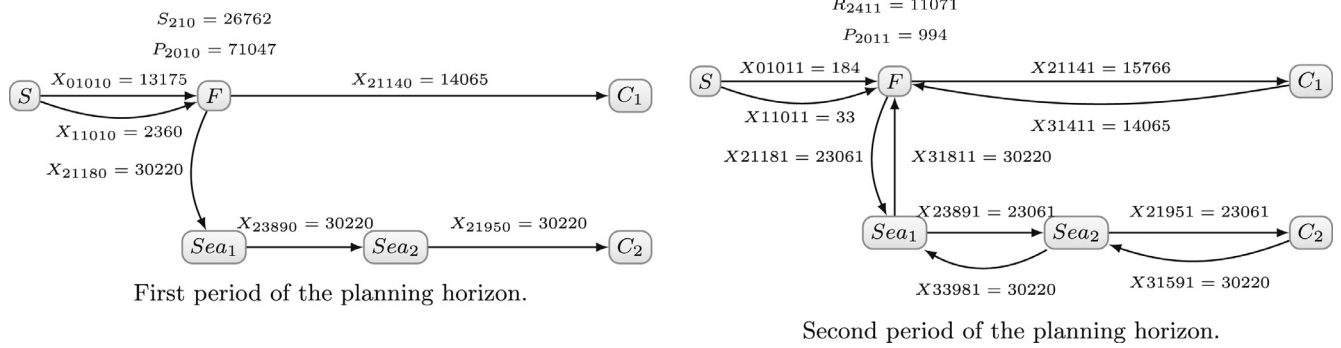 S₂₁₀ = 26762
P₂₀₁₀ = 71047
S
X₀₁₀₁₀ = 13175
F
X₂₁₁₄₀ = 14065
C₁
X₁₁₀₁₀ = 2360
X₂₁₁₈₀ = 30220
Sea₁
X₂₃₈₉₀ = 30220
Sea₂
X₂₁₉₅₀ = 30220
C₂
First period of the planning horizon.
R₂₄₁₁ = 11071
P₂₀₁₁ = 994
S
X01011 = 184
F
X21141 = 15766
C₁
X11011 = 33
X31411 = 14065
X21181 = 23061
X31811 = 30220
Sea₁
X23891 = 23061
Sea₂
X21951 = 23061
C₂
X33981 = 30220
X31591 = 30220
Second period of the planning horizon.